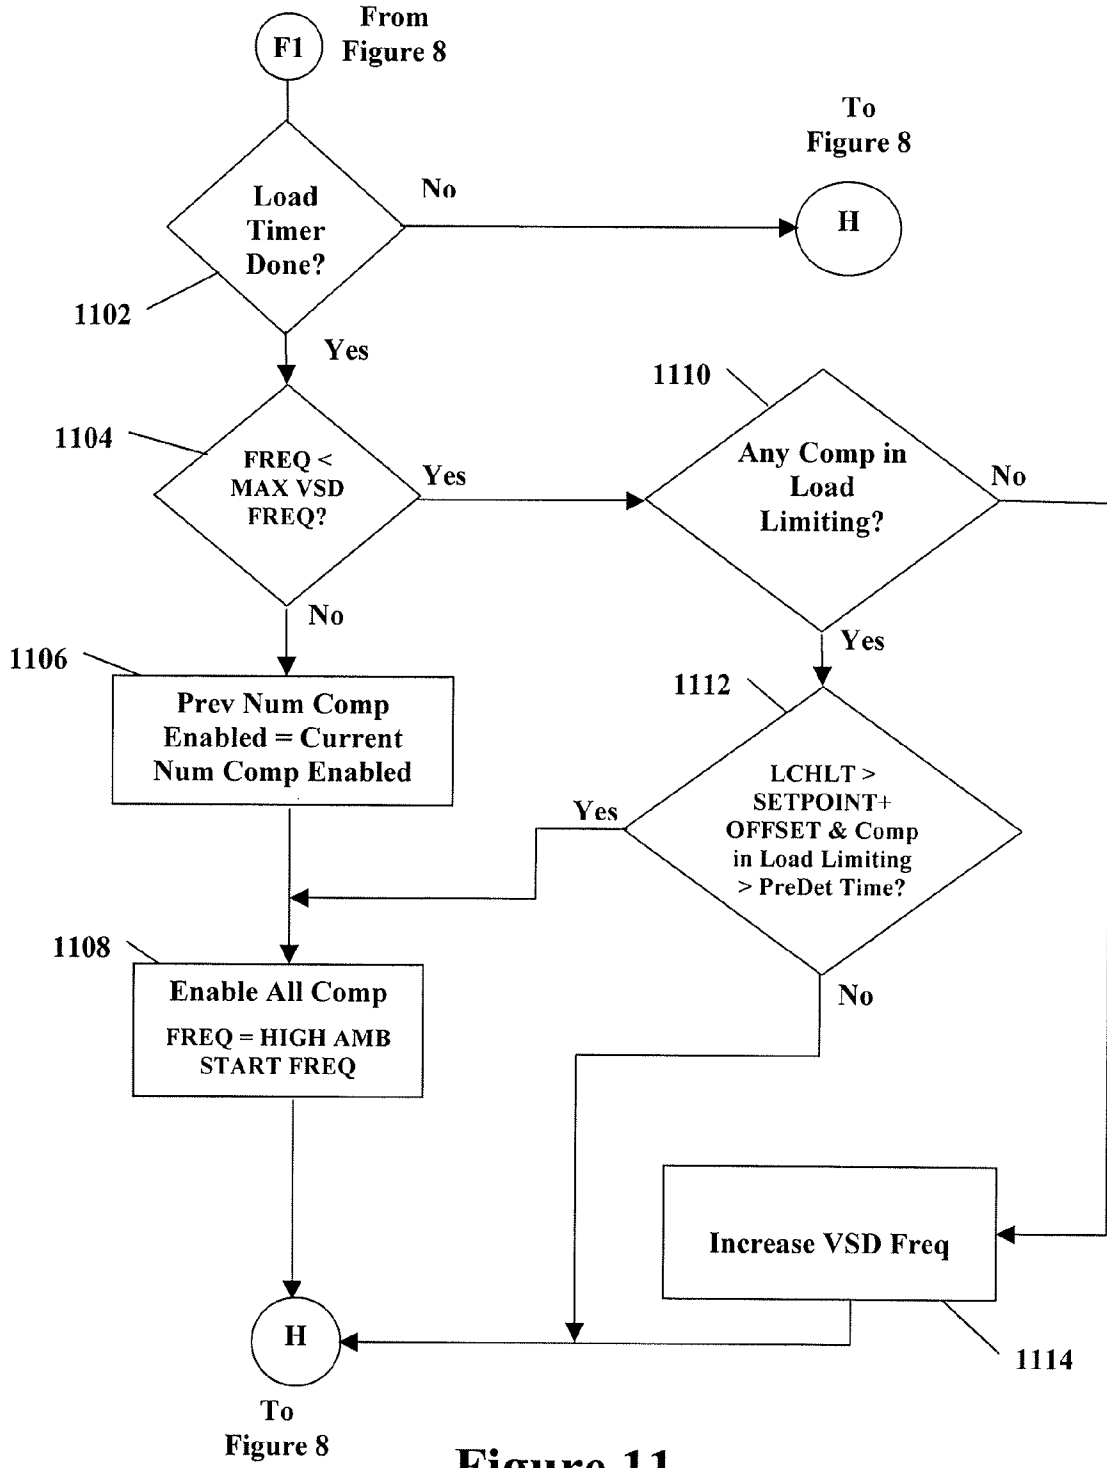 From
Figure 8
F1
To
Figure 8
H
Load
Timer
Done?
No
1102
Yes
1104
FREQ <
MAX VSD
FREQ?
Yes
1110
Any Comp in
Load
Limiting?
No
No
Yes
1106
Prev Num Comp
Enabled = Current
Num Comp Enabled
1112
LCHLT >
SETPOINT+
OFFSET & Comp
in Load Limiting
> PreDet Time?
Yes
No
1108
Enable All Comp
FREQ = HIGH AMB
START FREQ
Increase VSD Freq
1114
H
To
Figure 8
Figure 11